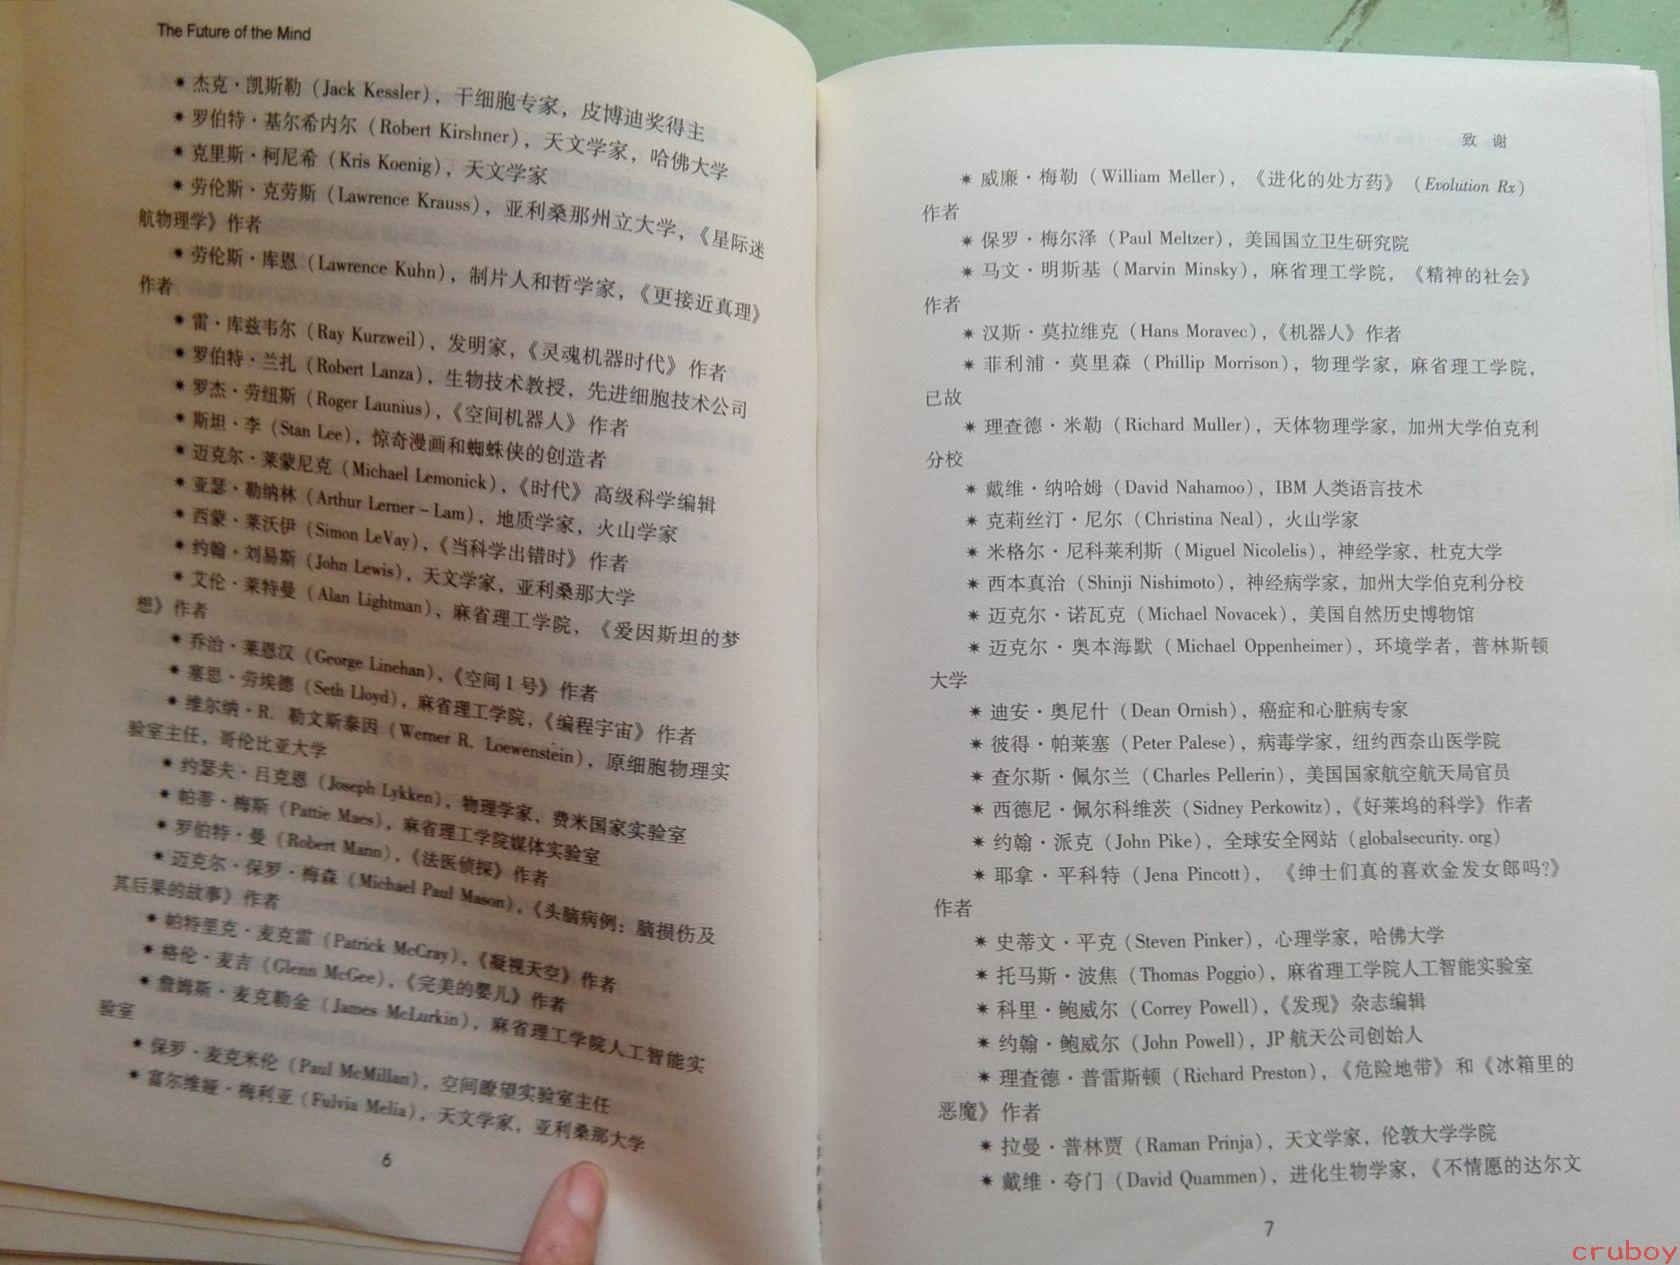 The Future of the Mind
✷ 杰克·凯斯勒（Jack Kessler），干细胞专家，皮博迪奖得主
✷ 罗伯特·基尔希内尔（Robert Kirshner），天文学家，哈佛大学
✷ 克里斯·柯尼希（Kris Koenig），天文学家
✷ 劳伦斯·克劳斯（Lawrence Krauss），亚利桑那州立大学，《星际迷
航物理学》作者
✷ 劳伦斯·库恩（Lawrence Kuhn），制片人和哲学家，《更接近真理》
作者
✷ 雷·库兹韦尔（Ray Kurzweil），发明家，《灵魂机器时代》作者
✷ 罗伯特·兰扎（Robert Lanza），生物技术教授，先进细胞技术公司
✷ 罗杰·劳纽斯（Roger Launius），《空间机器人》作者
✷ 斯坦·李（Stan Lee），惊奇漫画和蜘蛛侠的创造者
✷ 迈克尔·莱蒙尼克（Michael Lemonick），《时代》高级科学编辑
✷ 亚瑟·勒纳林（Arthur Lerner－Lam），地质学家，火山学家
✷ 西蒙·莱沃伊（Simon LeVay），《当科学出错时》作者
✷ 约翰·刘易斯（John Lewis），天文学家，亚利桑那大学
✷ 艾伦·莱特曼（Alan Lightman），麻省理工学院，《爱因斯坦的梦
想》作者
✷ 乔治·莱恩汉（George Linehan），《空间1号》作者
✷ 塞思·劳埃德（Seth Lloyd），麻省理工学院，《编程宇宙》作者
✷ 维尔纳·R. 勒文斯泰因（Werner R. Loewenstein），原细胞物理实
验室主任，哥伦比亚大学
✷ 约瑟夫·吕克恩（Joseph Lykken），物理学家，费米国家实验室
✷ 帕蒂·梅斯（Pattie Maes），麻省理工学院媒体实验室
✷ 罗伯特·曼（Robert Mann），《法医侦探》作者
✷ 迈克尔·保罗·梅森（Michael Paul Mason），《头脑病例：脑损伤及
其后果的故事》作者
✷ 帕特里克·麦克雷（Patrick McCray），《凝视天空》作者
✷ 格伦·麦吉（Glenn McGee），《完美的婴儿》作者
✷ 詹姆斯·麦克勒金（James McLurkin），麻省理工学院人工智能实
验室
✷ 保罗·麦克米伦（Paul McMillan），空间瞭望实验室主任
✷ 富尔维娅·梅利亚（Fulvia Melia），天文学家，亚利桑那大学
6
致 谢
✷ 威廉·梅勒（William Meller），《进化的处方药》（Evolution Rx）
作者
✷ 保罗·梅尔泽（Paul Meltzer），美国国立卫生研究院
✷ 马文·明斯基（Marvin Minsky），麻省理工学院，《精神的社会》
作者
✷ 汉斯·莫拉维克（Hans Moravec），《机器人》作者
✷ 菲利浦·莫里森（Phillip Morrison），物理学家，麻省理工学院，
已故
✷ 理查德·米勒（Richard Muller），天体物理学家，加州大学伯克利
分校
✷ 戴维·纳哈姆（David Nahamoo），IBM 人类语言技术
✷ 克莉丝汀·尼尔（Christina Neal），火山学家
✷ 米格尔·尼科莱利斯（Miguel Nicolelis），神经学家，杜克大学
✷ 西本真治（Shinji Nishimoto），神经病学家，加州大学伯克利分校
✷ 迈克尔·诺瓦克（Michael Novacek），美国自然历史博物馆
✷ 迈克尔·奥本海默（Michael Oppenheimer），环境学者，普林斯顿
大学
✷ 迪安·奥尼什（Dean Ornish），癌症和心脏病专家
✷ 彼得·帕莱塞（Peter Palese），病毒学家，纽约西奈山医学院
✷ 查尔斯·佩尔兰（Charles Pellerin），美国国家航空航天局官员
✷ 西德尼·佩尔科维茨（Sidney Perkowitz），《好莱坞的科学》作者
✷ 约翰·派克（John Pike），全球安全网站（globalsecurity. org）
✷ 耶拿·平科特（Jena Pincott），《绅士们真的喜欢金发女郎吗?》
作者
✷ 史蒂文·平克（Steven Pinker），心理学家，哈佛大学
✷ 托马斯·波焦（Thomas Poggio），麻省理工学院人工智能实验室
✷ 科里·鲍威尔（Correy Powell），《发现》杂志编辑
✷ 约翰·鲍威尔（John Powell），JP 航天公司创始人
✷ 理查德·普雷斯顿（Richard Preston），《危险地带》和《冰箱里的
恶魔》作者
✷ 拉曼·普林贾（Raman Prinja），天文学家，伦敦大学学院
✷ 戴维·夸门（David Quammen），进化生物学家，《不情愿的达尔文
7
cruboy